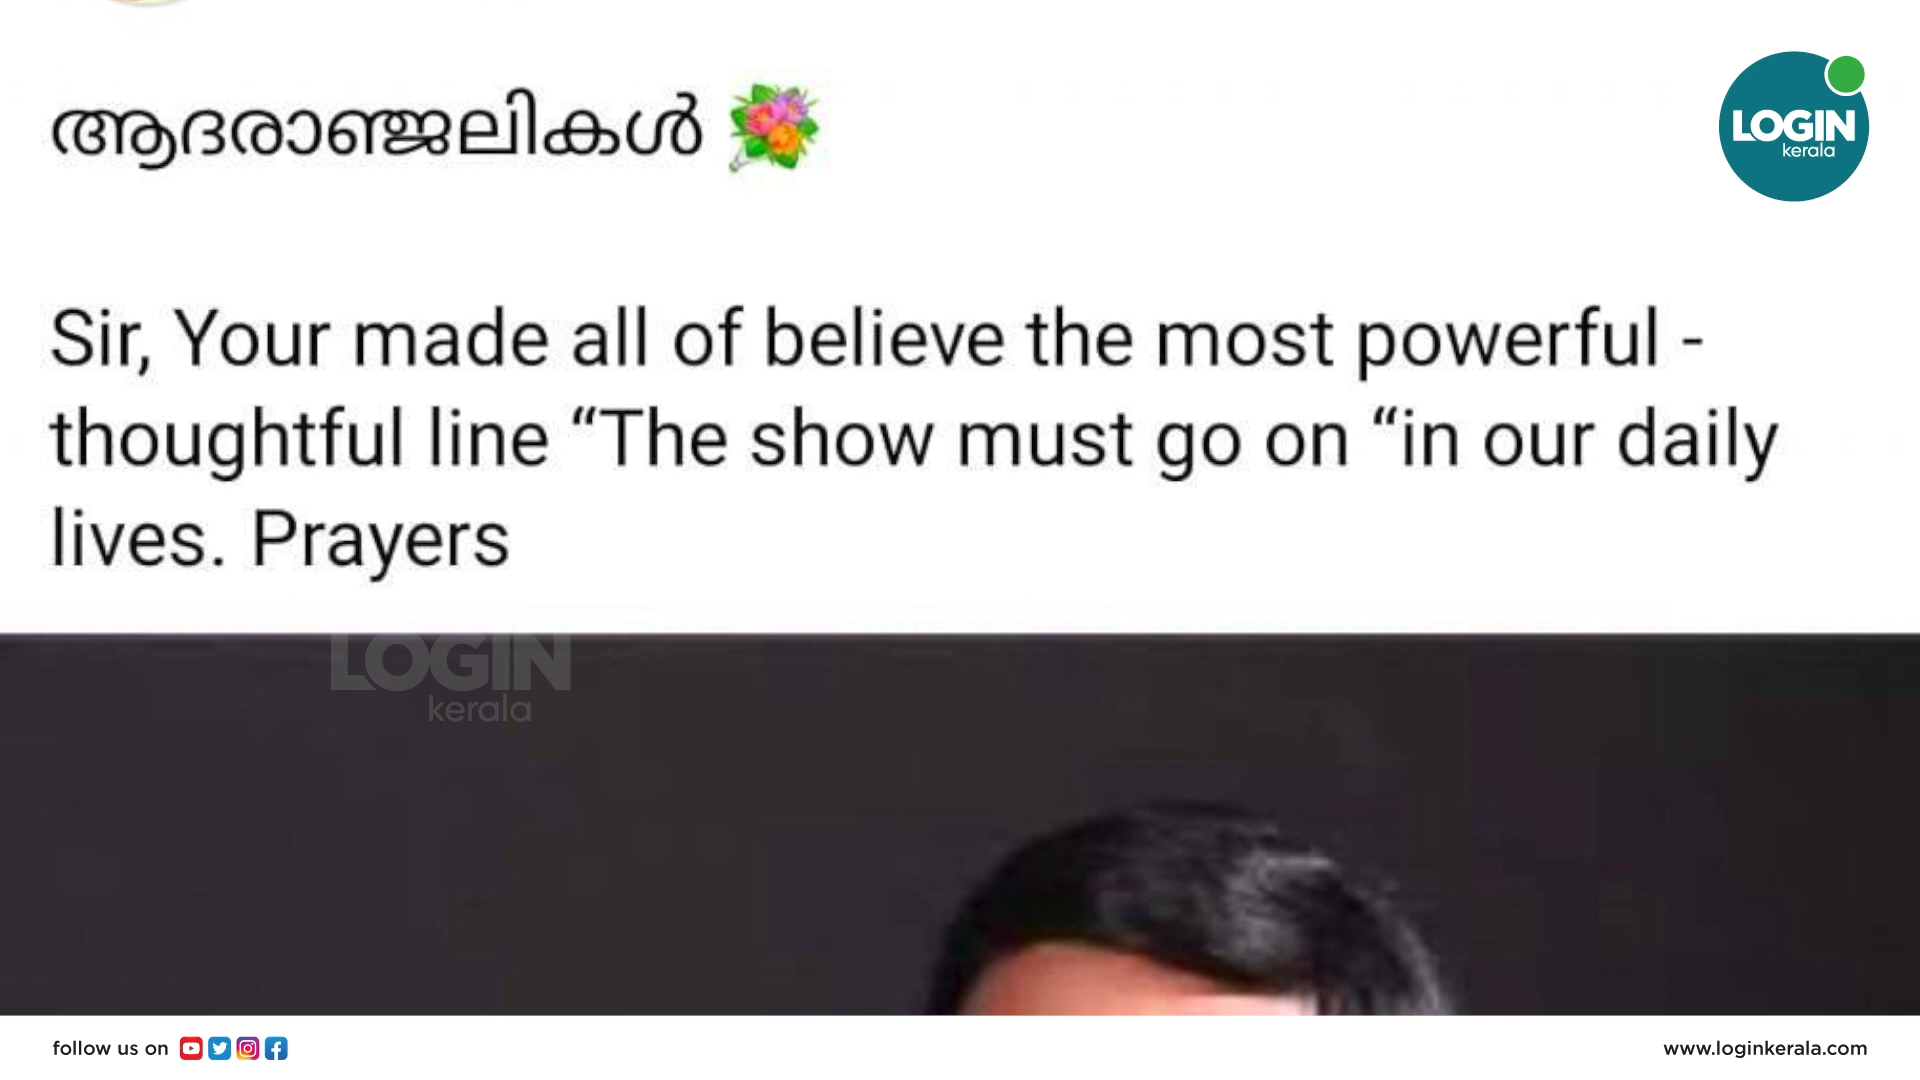 ആദരാഞ്ജലികൾ 💐
LOGIN
kerala
Sir, Your made all of believe the most powerful -
thoughtful line “The show must go on “in our daily
lives. Prayers
LOGIN
kerala
follow us on
www.loginkerala.com